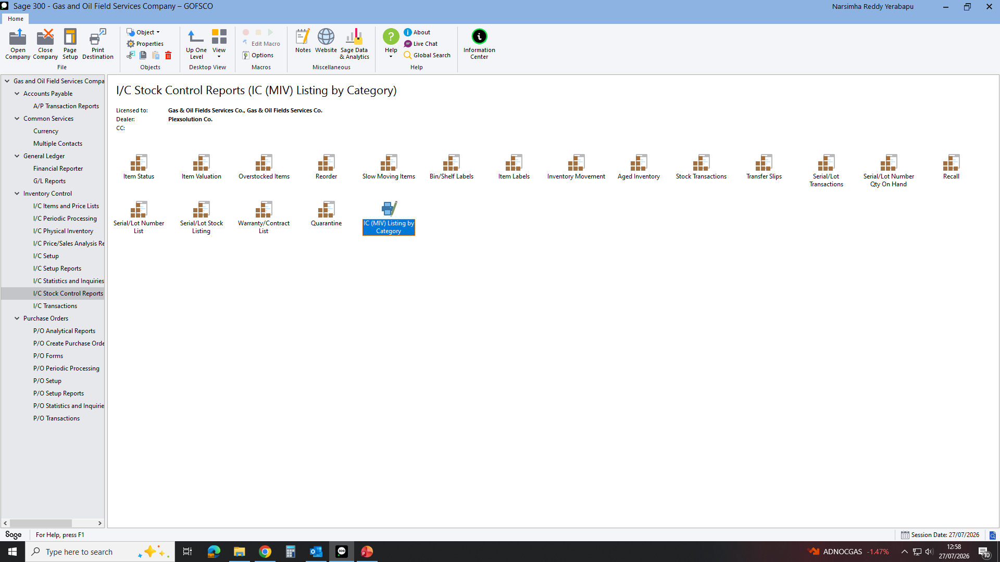 Sage 300 - Gas and Oil Field Services Company – GOFSCO
Narsimha Reddy Yerabapu
Home
Open Company
Close Company
Page Setup
Print Destination
File
Object
Properties
Objects
Up One Level
View
Desktop View
Edit Macro
Options
Macros
Notes
Website
Sage Data & Analytics
Miscellaneous
Help
About
Live Chat
Global Search
Help
Information Center
Gas and Oil Field Services Compa
Accounts Payable
A/P Transaction Reports
Common Services
Currency
Multiple Contacts
General Ledger
Financial Reporter
G/L Reports
Inventory Control
I/C Items and Price Lists
I/C Periodic Processing
I/C Physical Inventory
I/C Price/Sales Analysis Re
I/C Setup
I/C Setup Reports
I/C Statistics and Inquiries
I/C Stock Control Reports
I/C Transactions
Purchase Orders
P/O Analytical Reports
P/O Create Purchase Orde
P/O Forms
P/O Periodic Processing
P/O Setup
P/O Setup Reports
P/O Statistics and Inquirie
P/O Transactions
I/C Stock Control Reports (IC (MIV) Listing by Category)
Licensed to: Gas & Oil Fields Services Co., Gas & Oil Fields Services Co.
Dealer: Plexsolution Co.
CC:
Item Status
Item Valuation
Overstocked Items
Reorder
Slow Moving Items
Bin/Shelf Labels
Item Labels
Inventory Movement
Aged Inventory
Stock Transactions
Transfer Slips
Serial/Lot Transactions
Serial/Lot Number Qty On Hand
Recall
Serial/Lot Number List
Serial/Lot Stock Listing
Warranty/Contract List
Quarantine
IC (MIV) Listing by Category
Sage
For Help, press F1
Session Date: 27/07/2026
Type here to search
300
ADNOCGAS -1.47%
12:58
27/07/2026
10